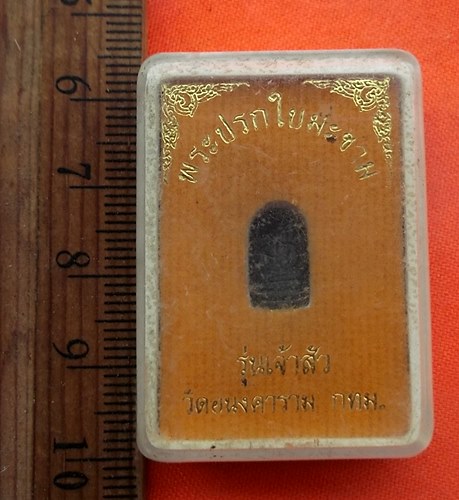 พระปรกใบมะขาม
รุ่นเจ้าสัว
วัดอนงคาราม กทม.
6
7
8
9
10